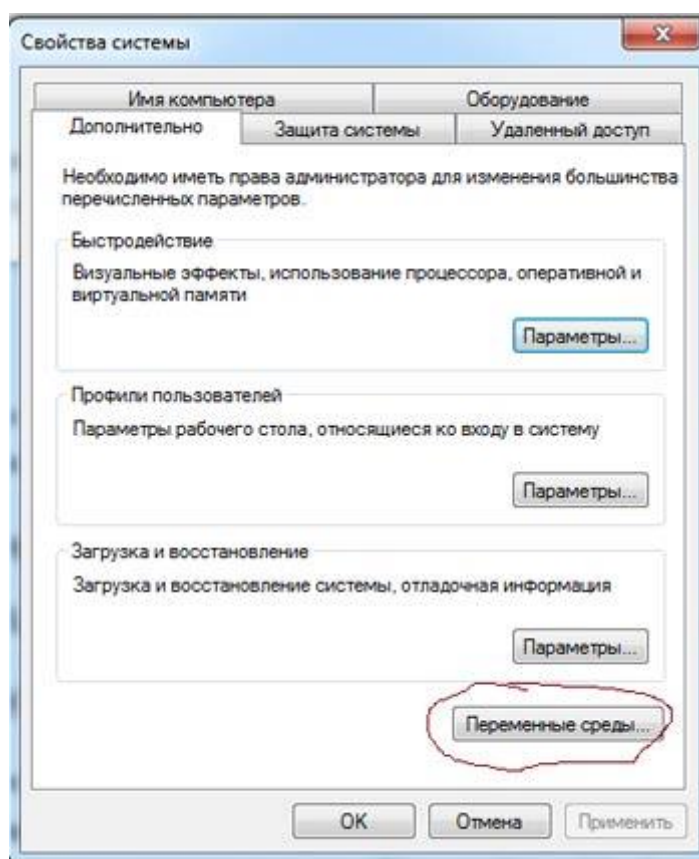 Свойства системы
Имя компьютера
Оборудование
Дополнительно
Защита системы
Удаленный доступ
Необходимо иметь права администратора для изменения большинства
перечисленных параметров.
Быстродействие
Визуальные эффекты, использование процессора, оперативной и
виртуальной памяти
Параметры...
Профили пользователей
Параметры рабочего стола, относящиеся ко входу в систему
Параметры...
Загрузка и восстановление
Загрузка и восстановление системы, отладочная информация
Параметры...
Переменные среды...
OK
Отмена
Применить